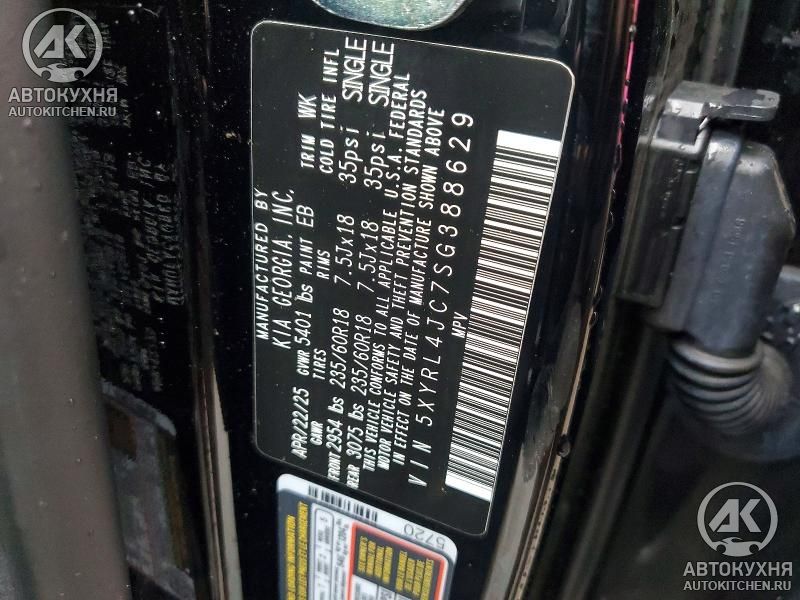 АК
АВТОКУХНЯ
AUTOKITCHEN.RU
MANUFACTURED BY
KIA GEORGIA, INC.
APR/22/25 GVWR 5401 lbs PAINT EB TRIM WK
GAWR TIRES RIMS COLD TIRE INFL
FRONT 2954 lbs 235/60R18 7.5Jx18 35psi SINGLE
REAR 3075 lbs 235/60R18 7.5Jx18 35psi SINGLE
THIS VEHICLE CONFORMS TO ALL APPLICABLE U.S.A. FEDERAL
MOTOR VEHICLE SAFETY AND THEFT PREVENTION STANDARDS
IN EFFECT ON THE DATE OF MANUFACTURE SHOWN ABOVE
VIN 5XYRL4JC7SG388629
MPV
5720
АК
АВТОКУХНЯ
AUTOKITCHEN.RU